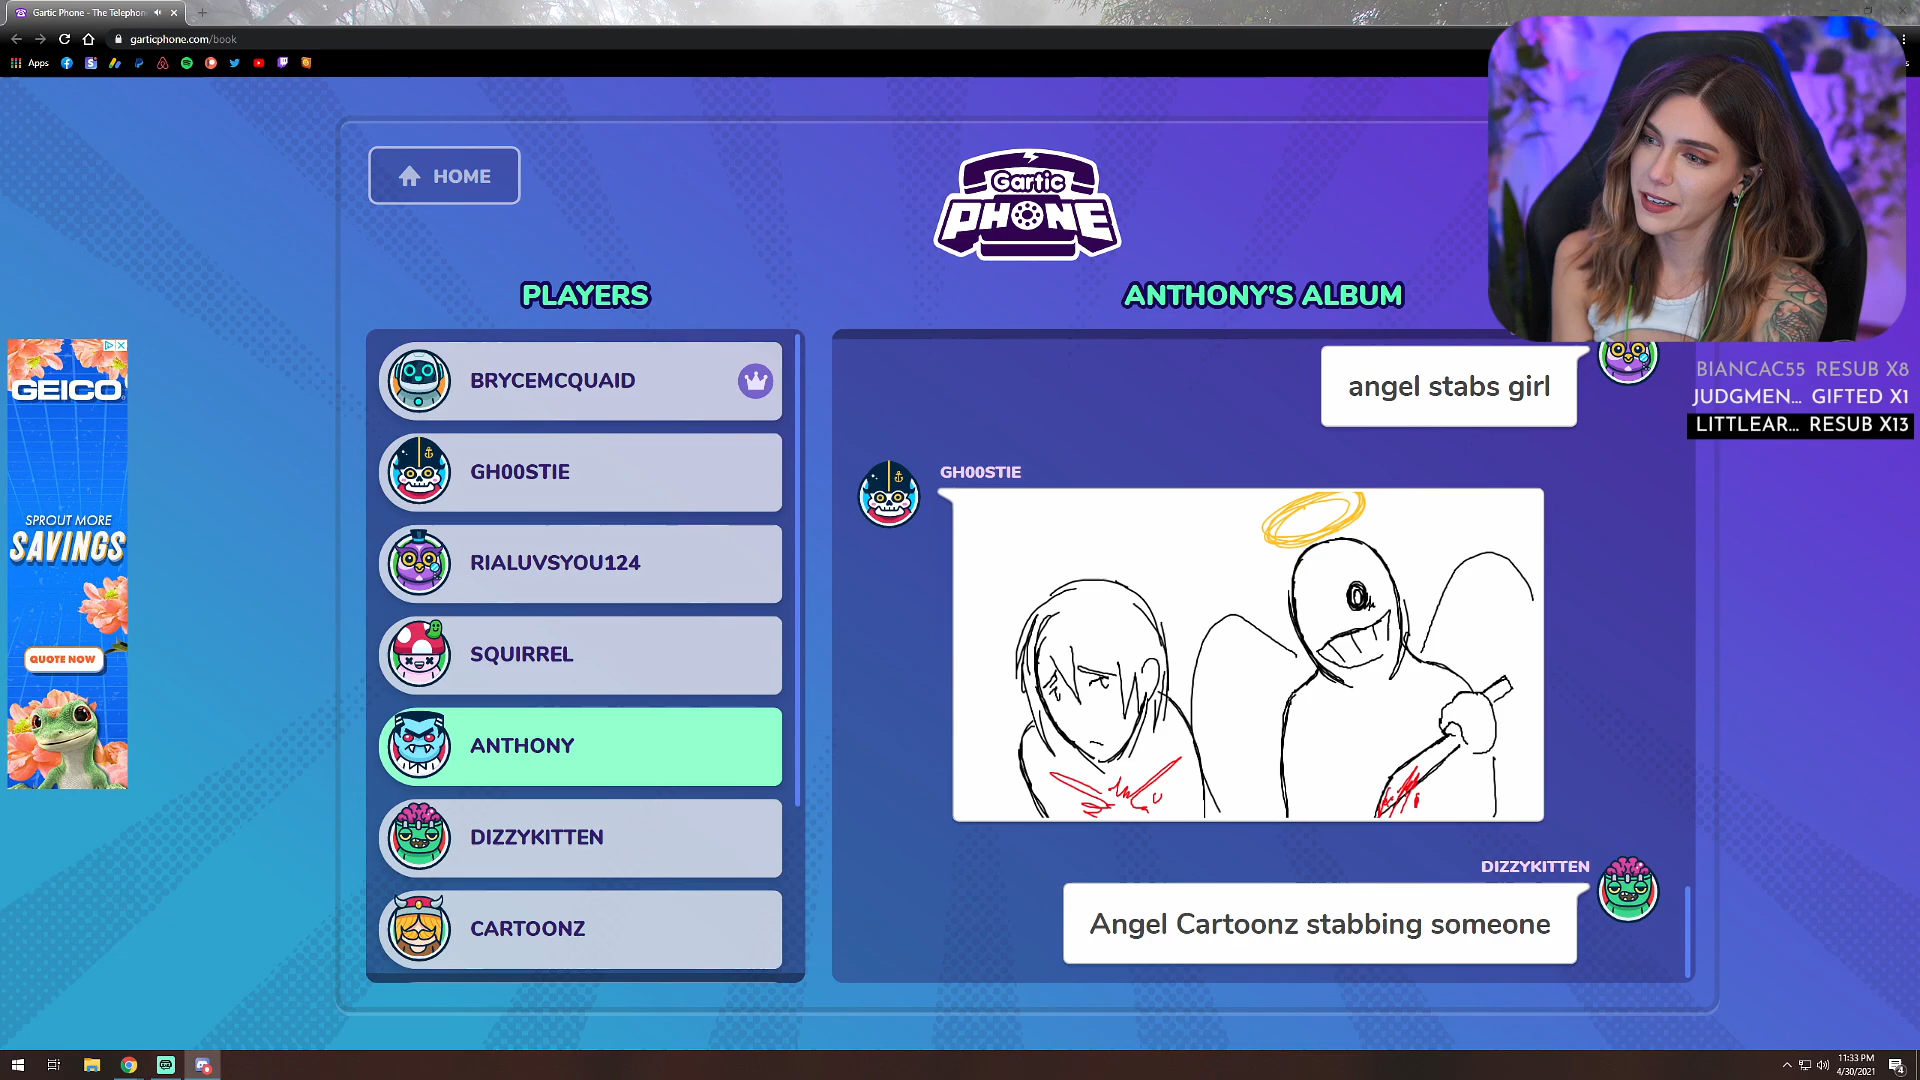 Gartic Phone - The Telephon
garticphone.com/book
Apps
HOME
Gartic
PHONE
PLAYERS
ANTHONY'S ALBUM
BRYCEMCQUAID
GH00STIE
RIALUVSYOU124
SQUIRREL
ANTHONY
DIZZYKITTEN
CARTOONZ
angel stabs girl
GH00STIE
DIZZYKITTEN
Angel Cartoonz stabbing someone
BIANCAC55 RESUB X8
JUDGMEN... GIFTED X1
LITTLEAR... RESUB X13
GEICO
SPROUT MORE
SAVINGS
QUOTE NOW
11:33 PM
4/30/2021
4